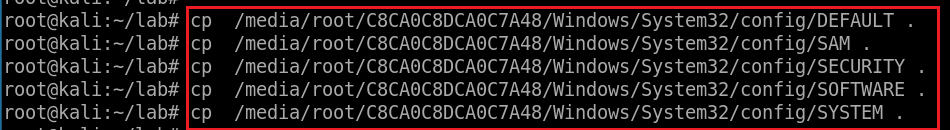 root@kali:~/lab# cp  /media/root/C8CA0C8DCA0C7A48/Windows/System32/config/DEFAULT .
root@kali:~/lab# cp  /media/root/C8CA0C8DCA0C7A48/Windows/System32/config/SAM .
root@kali:~/lab# cp  /media/root/C8CA0C8DCA0C7A48/Windows/System32/config/SECURITY .
root@kali:~/lab# cp  /media/root/C8CA0C8DCA0C7A48/Windows/System32/config/SOFTWARE .
root@kali:~/lab# cp  /media/root/C8CA0C8DCA0C7A48/Windows/System32/config/SYSTEM .